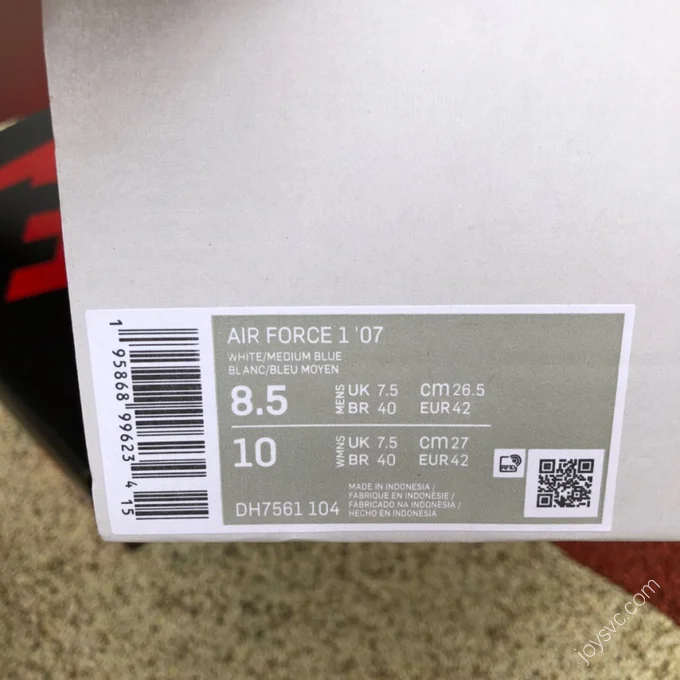 AIR FORCE 1 '07
WHITE/MEDIUM BLUE
BLANC/BLEU MOYEN
8.5 MENS UK 7.5 cm 26.5
BR 40 EUR 42
10 WMNS UK 7.5 cm 27
BR 40 EUR 42
RFID
DH7561 104
MADE IN INDONESIA /
FABRIQUE EN INDONÉSIE /
FABRICADO NA INDONÉSIA /
HECHO EN INDONESIA
1 95868 99623 4 15
joysvc.com